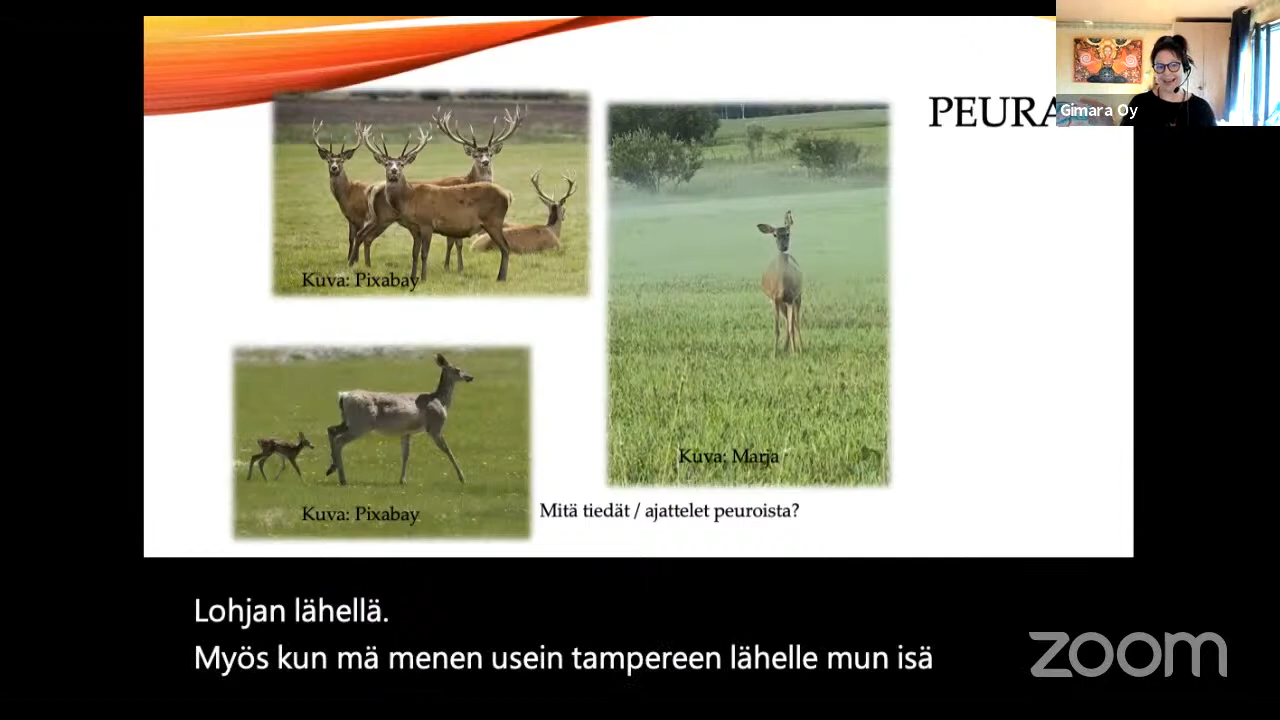 PEURA
Gimara Oy
Kuva: Pixabay
Kuva: Marja
Kuva: Pixabay
Mitä tiedät / ajattelet peuroista?
Lohjan lähellä.
Myös kun mä menen usein tampereen lähelle mun isä
zoom